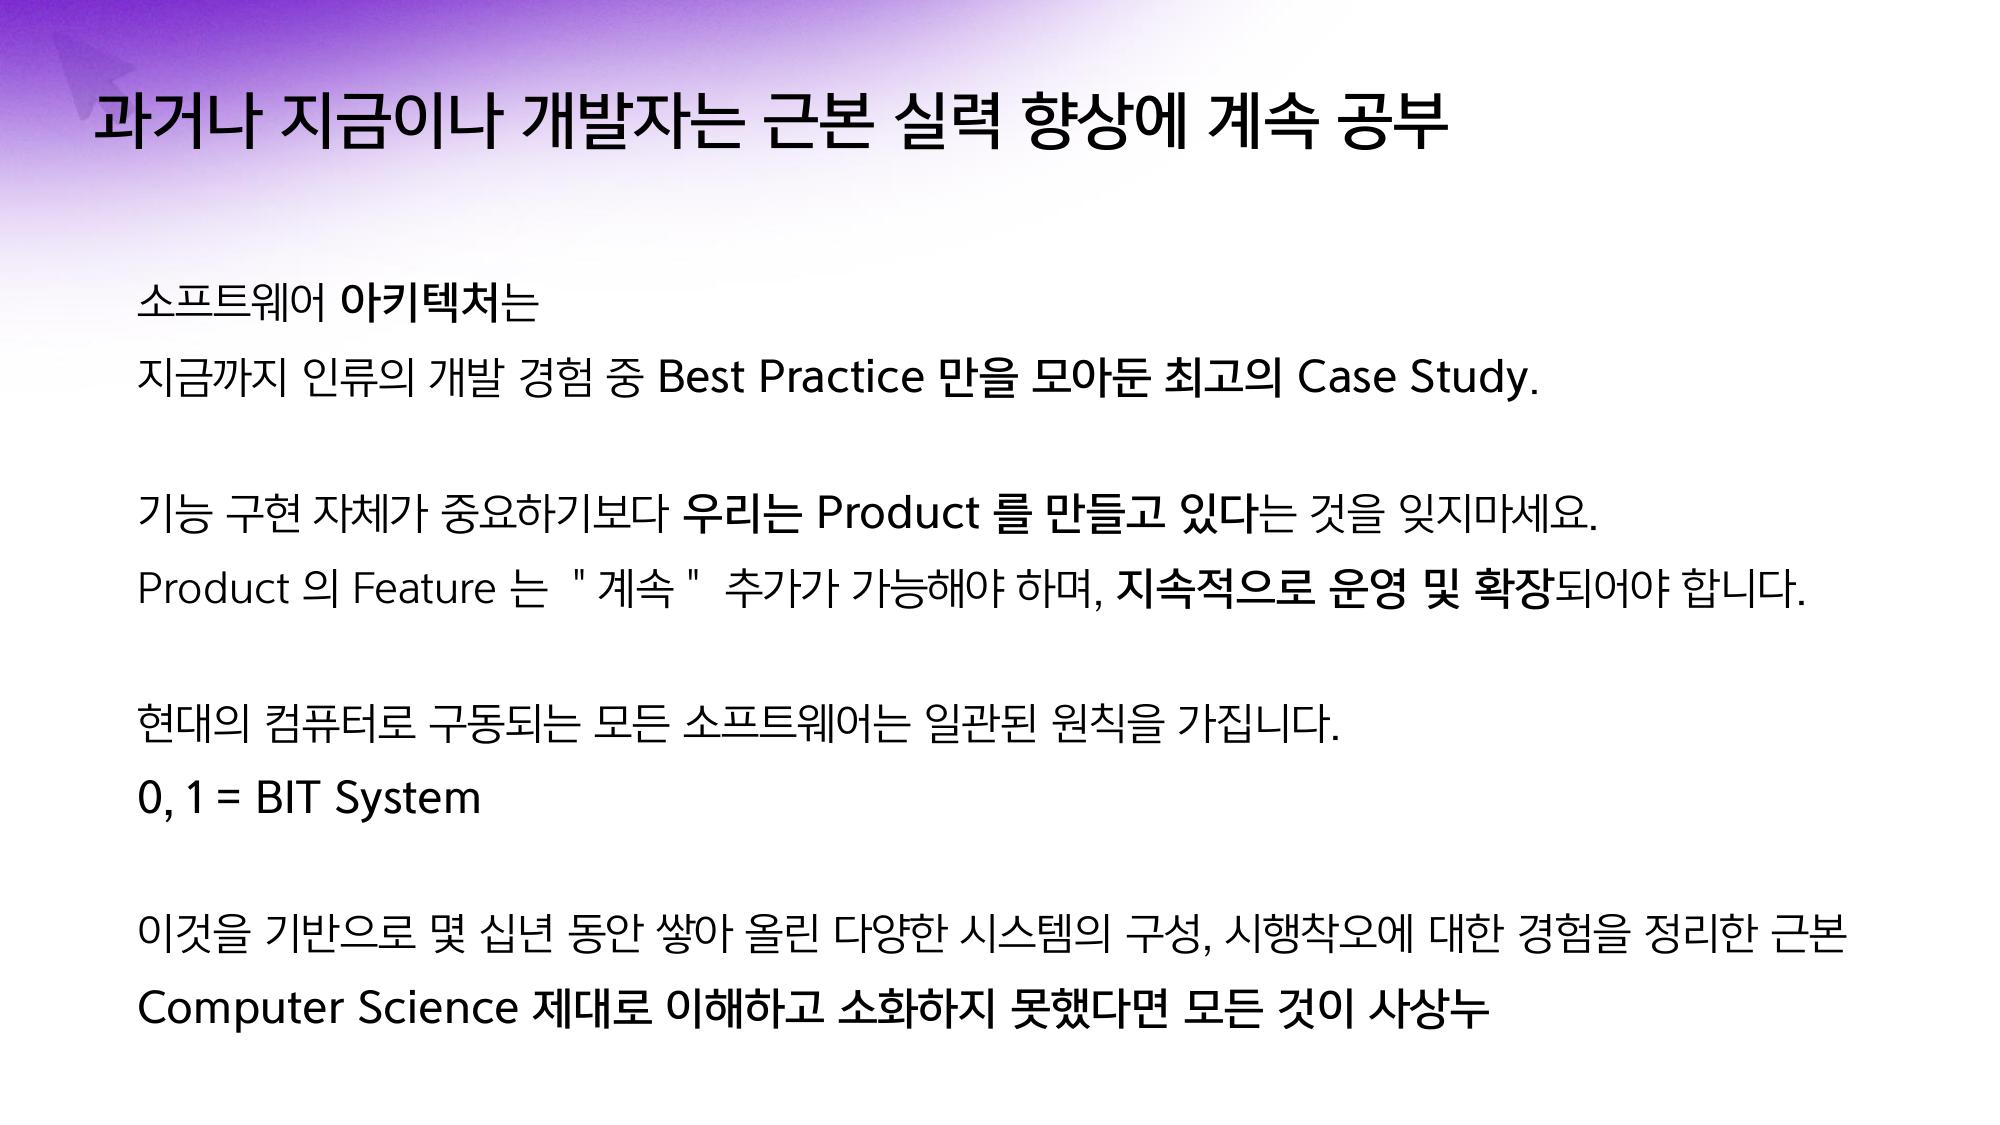 과거나 지금이나 개발자는 근본 실력 향상에 계속 공부
소프트웨어 아키텍처는
지금까지 인류의 개발 경험 중 Best Practice 만을 모아둔 최고의 Case Study.
기능 구현 자체가 중요하기보다 우리는 Product 를 만들고 있다는 것을 잊지마세요.
Product 의 Feature 는 "계속" 추가가 가능해야 하며, 지속적으로 운영 및 확장되어야 합니다.
현대의 컴퓨터로 구동되는 모든 소프트웨어는 일관된 원칙을 가집니다.
0, 1 = BIT System
이것을 기반으로 몇 십년 동안 쌓아 올린 다양한 시스템의 구성, 시행착오에 대한 경험을 정리한 근본
Computer Science 제대로 이해하고 소화하지 못했다면 모든 것이 사상누